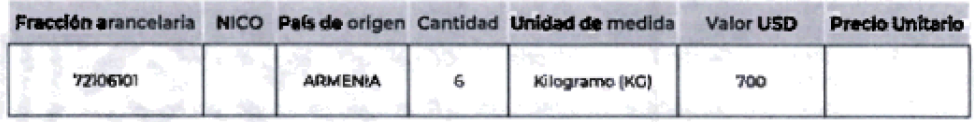 Fracción arancelaria NICO País de origen Cantidad Unidad de medida Valor USD Precio Unitario
72106101 ARMENIA 6 Kilogramo (KG) 700